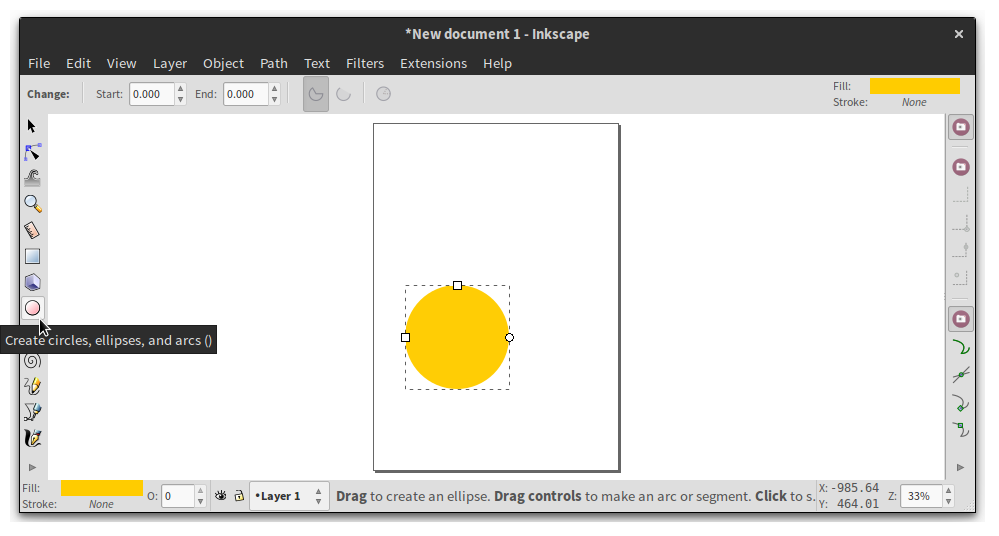 *New document 1 - Inkscape
File Edit View Layer Object Path Text Filters Extensions Help
Change: Start: 0.000 End: 0.000
Fill:
Stroke: None
Create circles, ellipses, and arcs ()
Fill:
Stroke: None
O: 0
•Layer 1
Drag to create an ellipse. Drag controls to make an arc or segment. Click to s.
X: -985.64
Y: 464.01
Z: 33%